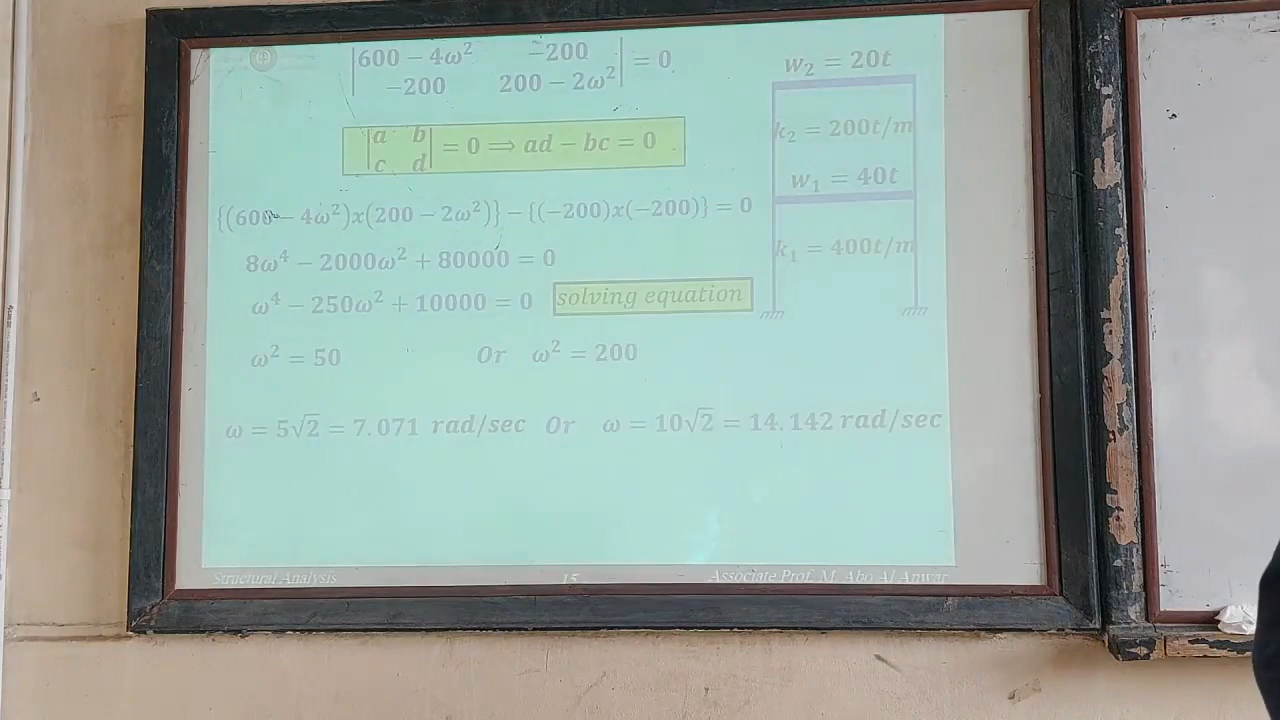 |600 − 4ω² −200| = 0
|−200 200 − 2ω²|
|a b| = 0 ⟹ ad − bc = 0
|c d|
{(600 − 4ω²)x(200 − 2ω²)} − {(−200)x(−200)} = 0
8ω⁴ − 2000ω² + 80000 = 0
ω⁴ − 250ω² + 10000 = 0 solving equation
ω² = 50 Or ω² = 200
ω = 5√2 = 7.071 rad/sec Or ω = 10√2 = 14.142 rad/sec
w₂ = 20t
k₂ = 200t/m
w₁ = 40t
k₁ = 400t/m
Structural Analysis 15 Associate Prof. M. Abo Al Anwar